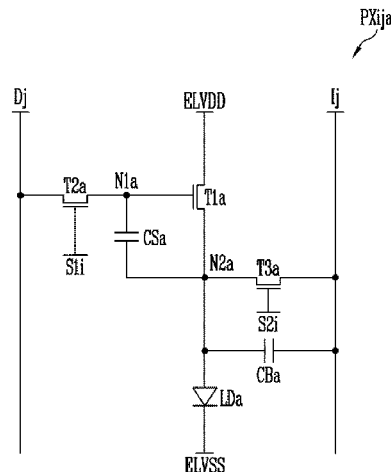 PXija
Dj
ELVDD
Ij
T2a
N1a
T1a
CSa
S1i
N2a
T3a
S2i
CBa
LDa
ELVSS